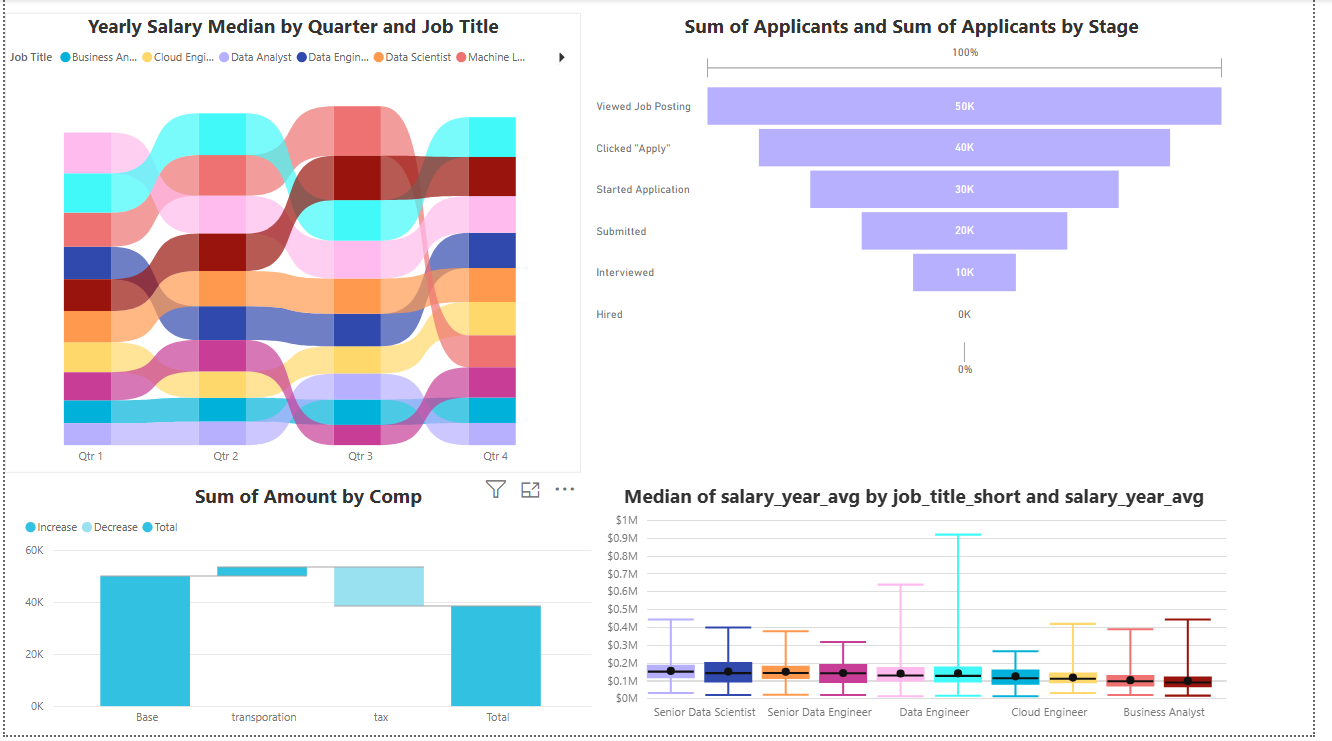 Yearly Salary Median by Quarter and Job Title
Job Title Business An... Cloud Engi... Data Analyst Data Engin... Data Scientist Machine L...
Qtr 1 Qtr 2 Qtr 3 Qtr 4
Sum of Applicants and Sum of Applicants by Stage
100%
Viewed Job Posting 50K
Clicked "Apply" 40K
Started Application 30K
Submitted 20K
Interviewed 10K
Hired 0K
0%
Sum of Amount by Comp
Increase Decrease Total
60K
40K
20K
0K
Base transporation tax Total
Median of salary_year_avg by job_title_short and salary_year_avg
$1M
$0.9M
$0.8M
$0.7M
$0.6M
$0.5M
$0.4M
$0.3M
$0.2M
$0.1M
$0M
Senior Data Scientist Senior Data Engineer Data Engineer Cloud Engineer Business Analyst